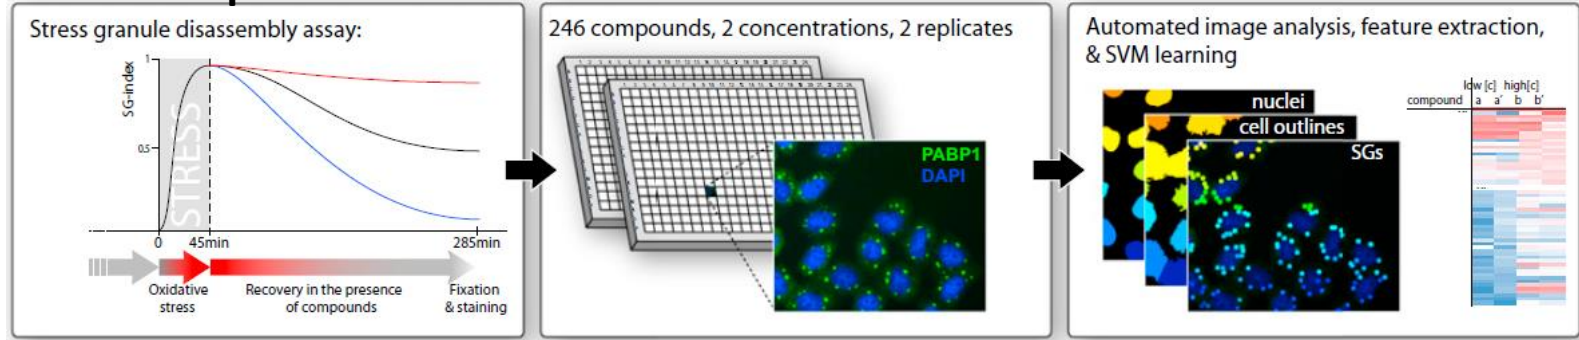 Stress granule disassembly assay:
SG-index
1
0.5
STRESS
0 45min 285min
Oxidative
stress
Recovery in the presence
of compounds
Fixation
& staining
246 compounds, 2 concentrations, 2 replicates
PABP1
DAPI
Automated image analysis, feature extraction,
& SVM learning
nuclei
cell outlines
SGs
low [c] high[c]
compound a a´ b b´